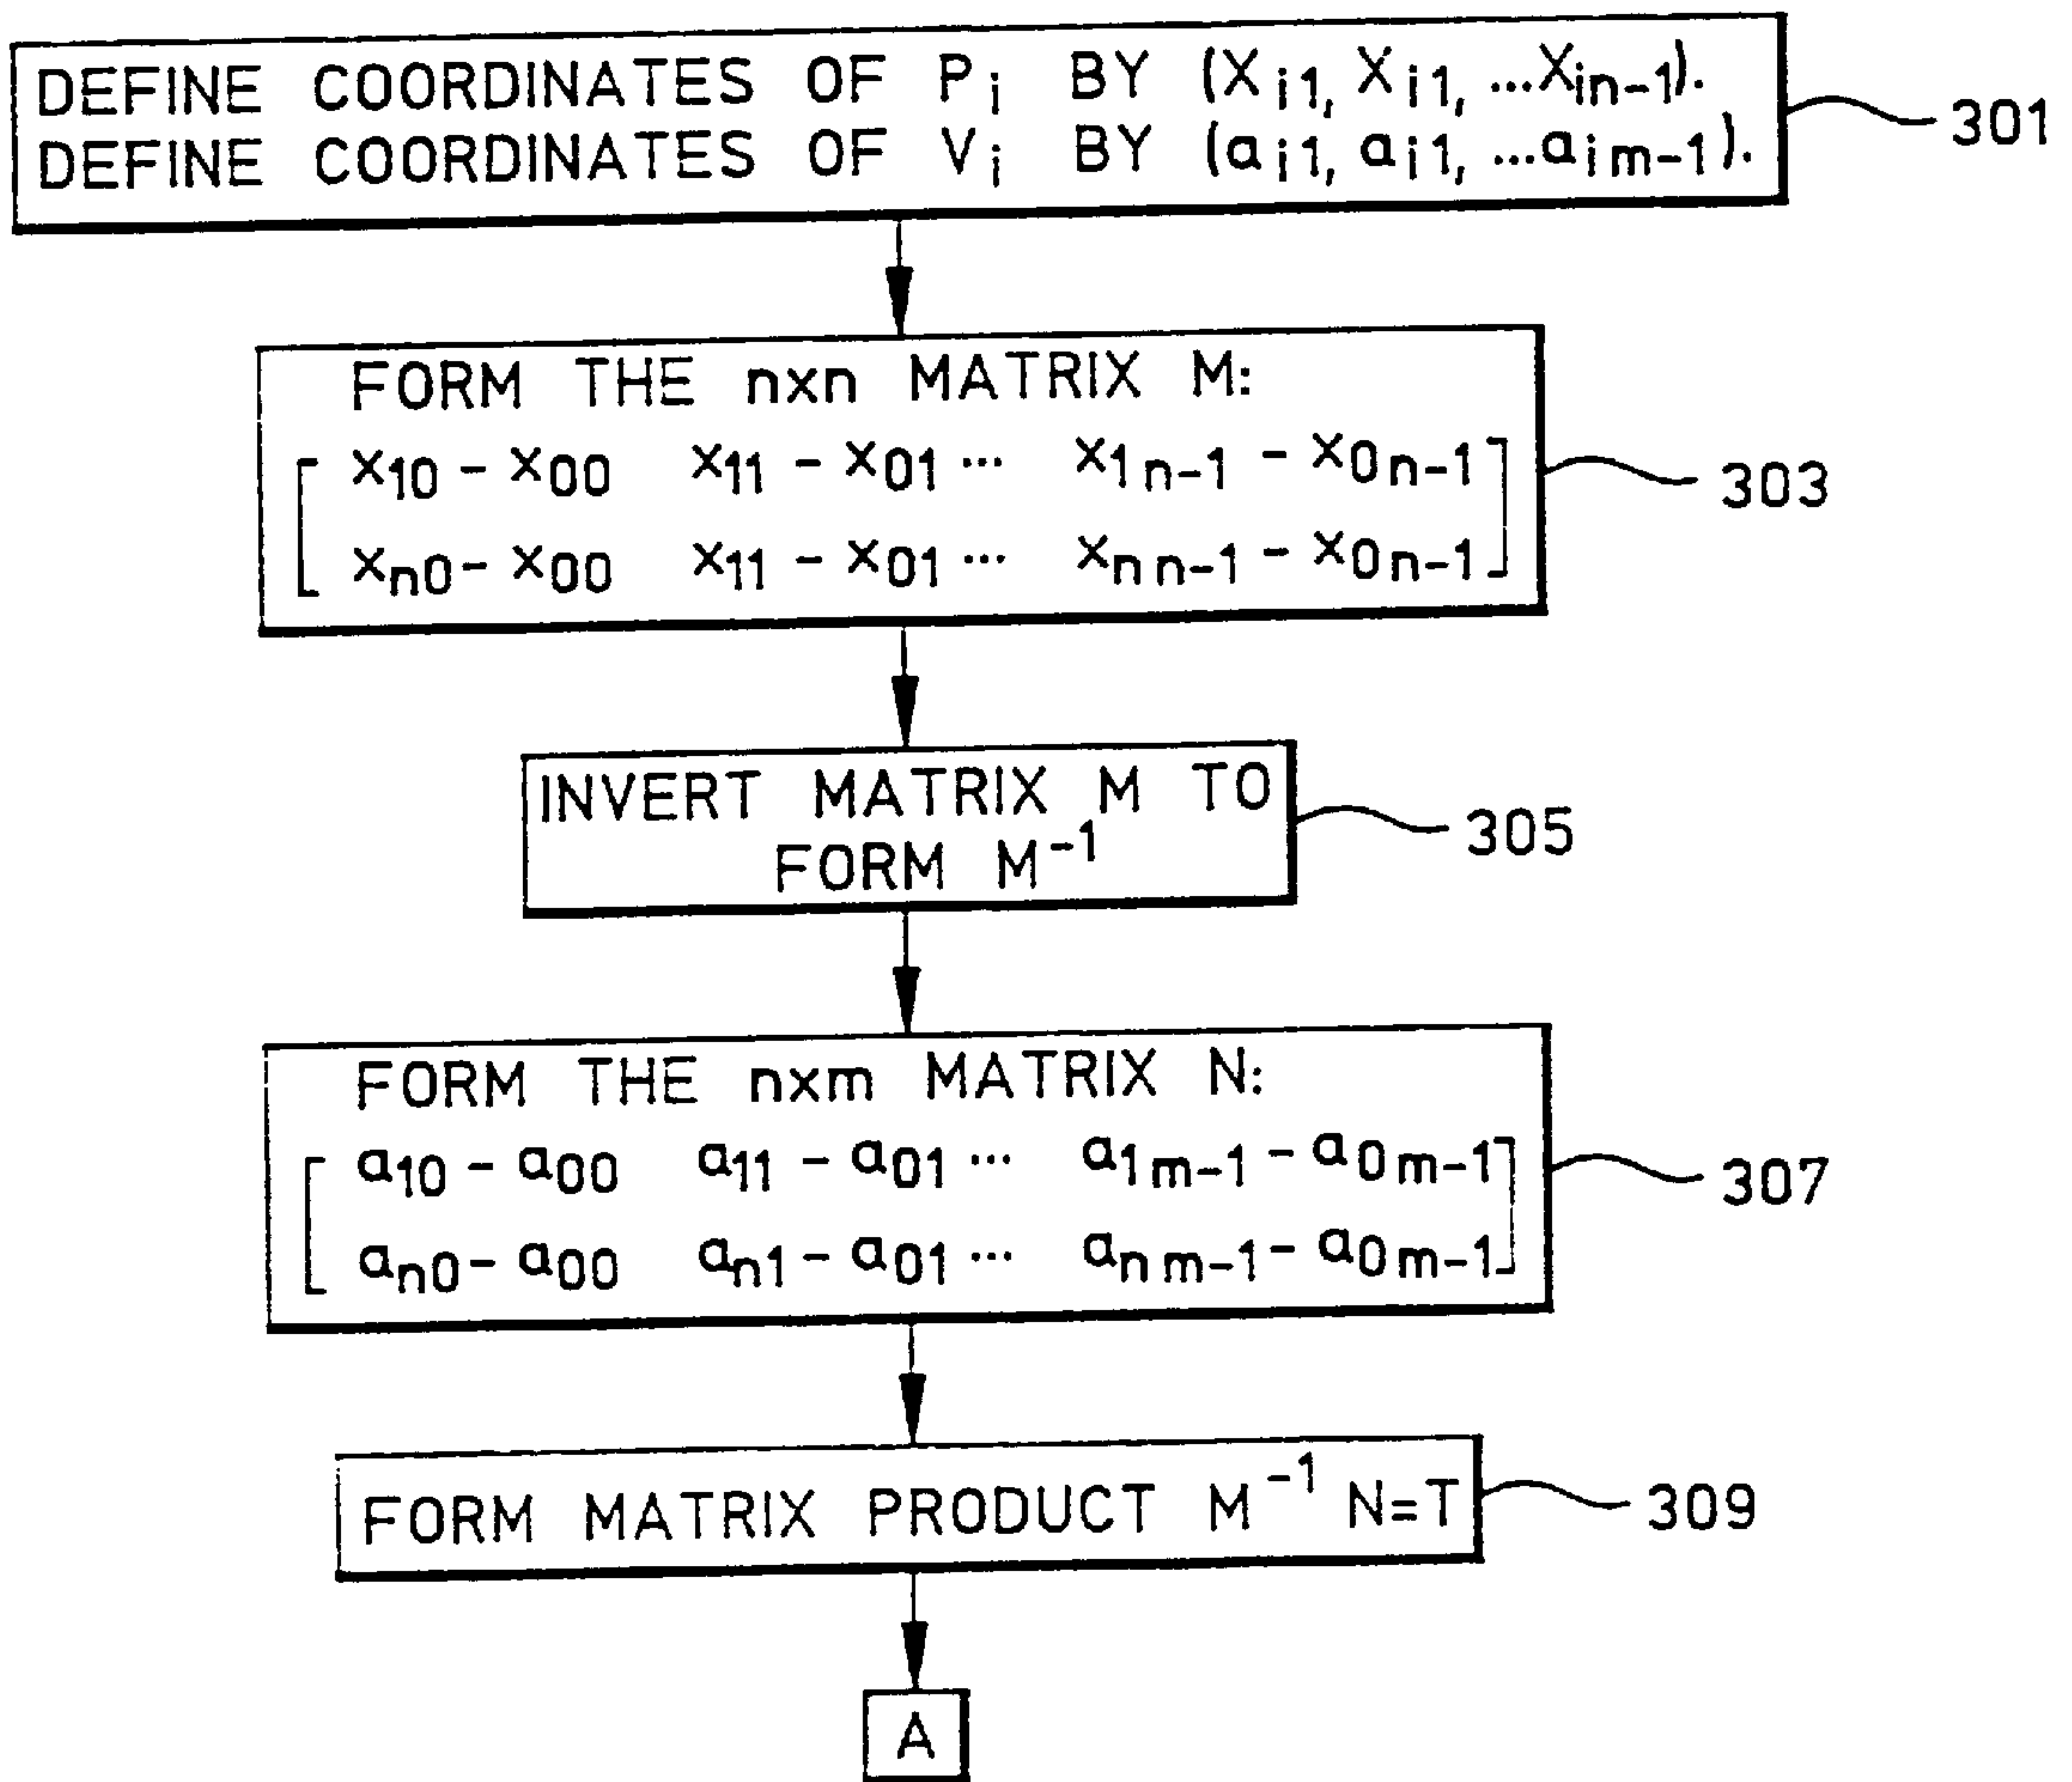 DEFINE COORDINATES OF Pᵢ BY (Xᵢ₁, Xᵢ₁, ...Xᵢₙ₋₁).
DEFINE COORDINATES OF Vᵢ BY (aᵢ₁, aᵢ₁, ...aᵢₘ₋₁).
301
FORM THE nxn MATRIX M:
x₁₀ – x₀₀ x₁₁ – x₀₁ ... x₁ₙ₋₁ – x₀ₙ₋₁
303
xₙ₀ – x₀₀ x₁₁ – x₀₁ ... xₙₙ₋₁ – x₀ₙ₋₁
INVERT MATRIX M TO
305
FORM M⁻¹
FORM THE nxm MATRIX N:
a₁₀ – a₀₀ a₁₁ – a₀₁ ... a₁ₘ₋₁ – a₀ₘ₋₁
307
aₙ₀ – a₀₀ aₙ₁ – a₀₁ ... aₙₘ₋₁ – a₀ₘ₋₁
FORM MATRIX PRODUCT M⁻¹ N=T
309
A